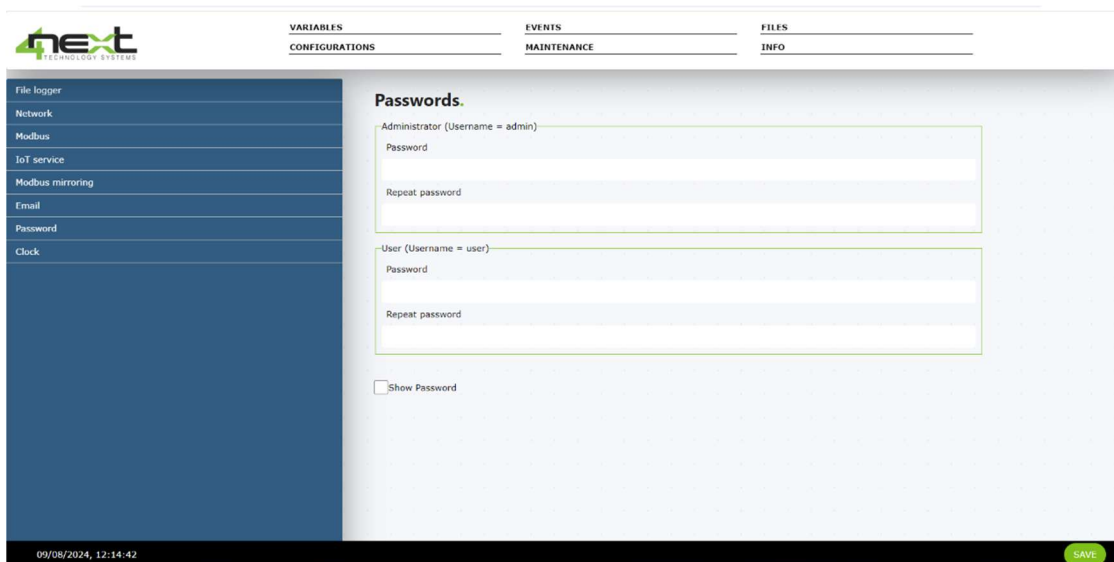 4next
TECHNOLOGY SYSTEMS
VARIABLES
EVENTS
FILES
CONFIGURATIONS
MAINTENANCE
INFO
File logger
Network
Modbus
IoT service
Modbus mirroring
Email
Password
Clock
Passwords.
Administrator (Username = admin)
Password
Repeat password
User (Username = user)
Password
Repeat password
Show Password
09/08/2024, 12:14:42
SAVE